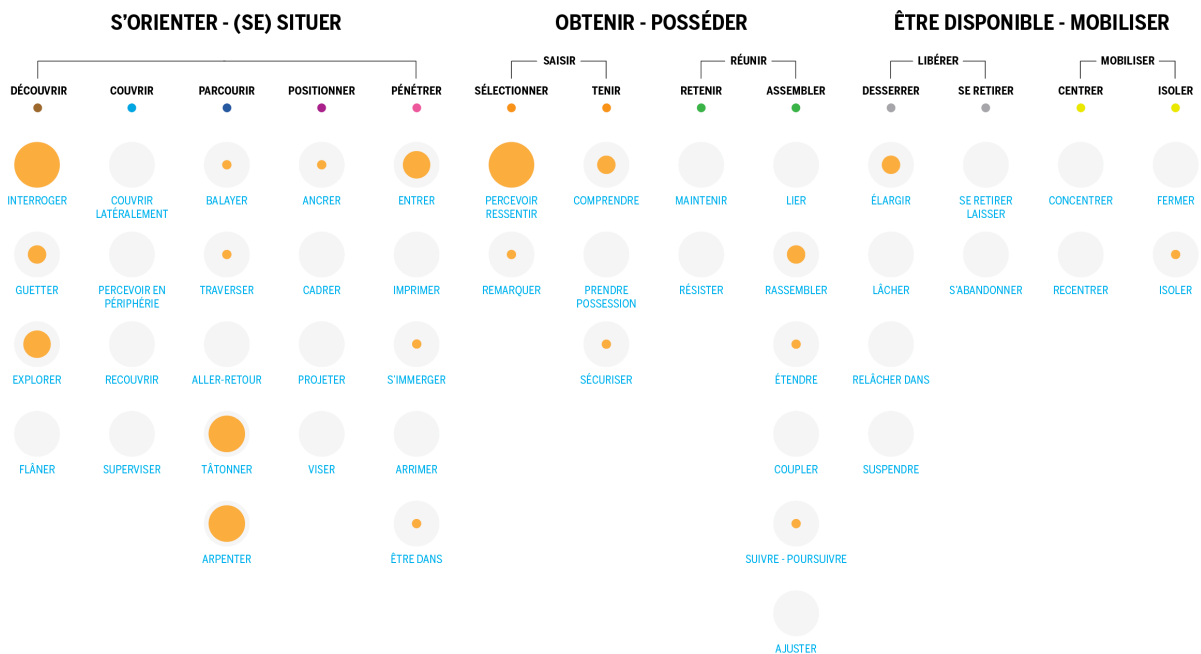 S'ORIENTER - (SE) SITUER
OBTENIR - POSSÉDER
ÊTRE DISPONIBLE - MOBILISER
SAISIR
RÉUNIR
LIBÉRER
MOBILISER
DÉCOUVRIR
COUVRIR
PARCOURIR
POSITIONNER
PÉNÉTRER
SÉLECTIONNER
TENIR
RETENIR
ASSEMBLER
DESSERRER
SE RETIRER
CENTRER
ISOLER
INTERROGER
COUVRIR
LATÉRALEMENT
BALAYER
ANCRER
ENTRER
PERCEVOIR
RESSENTIR
COMPRENDRE
MAINTENIR
LIER
ÉLARGIR
SE RETIRER
LAISSER
CONCENTRER
FERMER
GUETTER
PERCEVOIR EN
PÉRIPHÉRIE
TRAVERSER
CADRER
IMPRIMER
REMARQUER
PRENDRE
POSSESSION
RÉSISTER
RASSEMBLER
LÂCHER
S'ABANDONNER
RECENTRER
ISOLER
EXPLORER
RECOUVRIR
ALLER-RETOUR
PROJETER
S'IMMERGER
SÉCURISER
ÉTENDRE
RELÂCHER DANS
FLÂNER
SUPERVISER
TÂTONNER
VISER
ARRIMER
COUPLER
SUSPENDRE
ARPENTER
ÊTRE DANS
SUIVRE - POURSUIVRE
AJUSTER